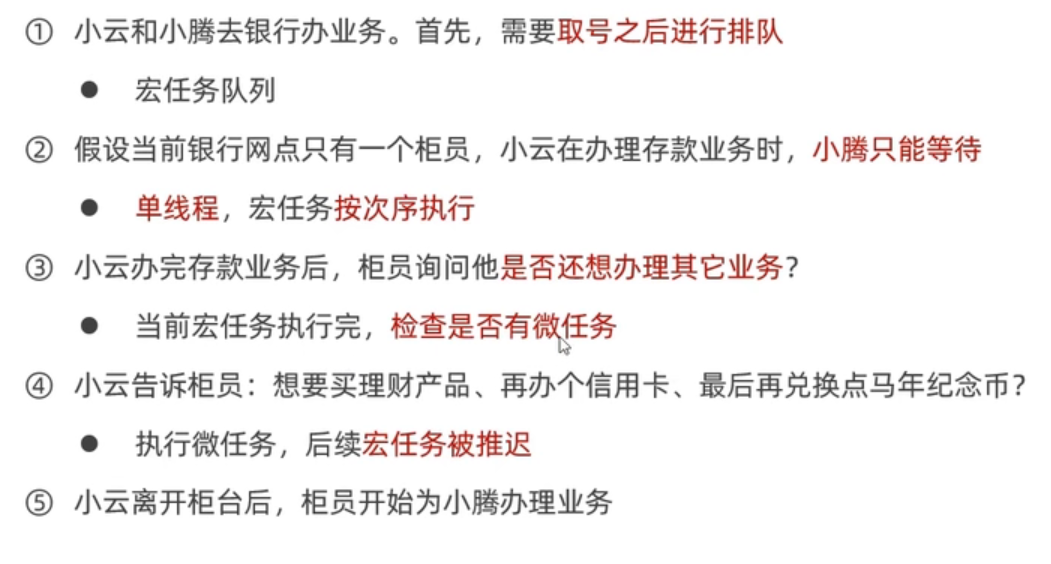 ① 小云和小腾去银行办业务。首先，需要取号之后进行排队
● 宏任务队列
② 假设当前银行网点只有一个柜员，小云在办理存款业务时，小腾只能等待
● 单线程，宏任务按次序执行
③ 小云办完存款业务后，柜员询问他是否还想办理其它业务？
● 当前宏任务执行完，检查是否有微任务
④ 小云告诉柜员：想要买理财产品、再办个信用卡、最后再兑换点马年纪念币？
● 执行微任务，后续宏任务被推迟
⑤ 小云离开柜台后，柜员开始为小腾办理业务